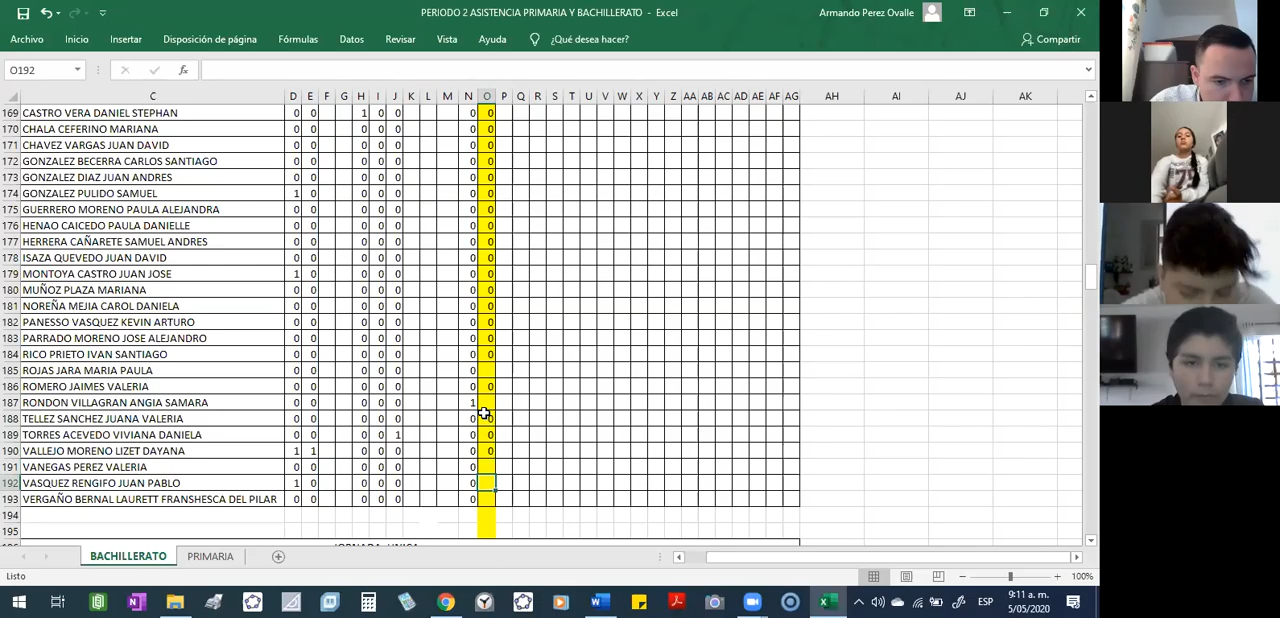 PERIODO 2 ASISTENCIA PRIMARIA Y BACHILLERATO - Excel
Armando Perez Ovalle
Archivo Inicio Insertar Disposición de página Fórmulas Datos Revisar Vista Ayuda ¿Qué desea hacer? Compartir
O192 fx
C D E F G H I J K L M N O P Q R S T U V W X Y Z AA AB AC AD AE AF AG AH AI AJ AK
169 CASTRO VERA DANIEL STEPHAN 0 0 1 0 0 0 0
170 CHALA CEFERINO MARIANA 0 0 0 0 0 0 0
171 CHAVEZ VARGAS JUAN DAVID 0 0 0 0 0 0 0
172 GONZALEZ BECERRA CARLOS SANTIAGO 0 0 0 0 0 0 0
173 GONZALEZ DIAZ JUAN ANDRES 0 0 0 0 0 0 0
174 GONZALEZ PULIDO SAMUEL 1 0 0 0 0 0 0
175 GUERRERO MORENO PAULA ALEJANDRA 0 0 0 0 0 0 0
176 HENAO CAICEDO PAULA DANIELLE 0 0 0 0 0 0 0
177 HERRERA CAÑARETE SAMUEL ANDRES 0 0 0 0 0 0 0
178 ISAZA QUEVEDO JUAN DAVID 0 0 0 0 0 0 0
179 MONTOYA CASTRO JUAN JOSE 1 0 0 0 0 0 0
180 MUÑOZ PLAZA MARIANA 0 0 0 0 0 0 0
181 NOREÑA MEJIA CAROL DANIELA 0 0 0 0 0 0 0
182 PANESSO VASQUEZ KEVIN ARTURO 0 0 0 0 0 0 0
183 PARRADO MORENO JOSE ALEJANDRO 0 0 0 0 0 0 0
184 RICO PRIETO IVAN SANTIAGO 0 0 0 0 0 0 0
185 ROJAS JARA MARIA PAULA 0 0 0 0 0 0
186 ROMERO JAIMES VALERIA 0 0 0 0 0 0 0
187 RONDON VILLAGRAN ANGIA SAMARA 0 0 0 0 0 1
188 TELLEZ SANCHEZ JUANA VALERIA 0 0 0 0 0 0 0
189 TORRES ACEVEDO VIVIANA DANIELA 0 0 0 0 1 0 0
190 VALLEJO MORENO LIZET DAYANA 1 1 0 0 0 0 0
191 VANEGAS PEREZ VALERIA 0 0 0 0 0 0
192 VASQUEZ RENGIFO JUAN PABLO 1 0 0 0 0 0
193 VERGAÑO BERNAL LAURETT FRANSHESCA DEL PILAR 0 0 0 0 0 0
194
195
JORNADA UNICA
BACHILLERATO PRIMARIA
Listo 100%
ESP 9:11 a. m.
5/05/2020